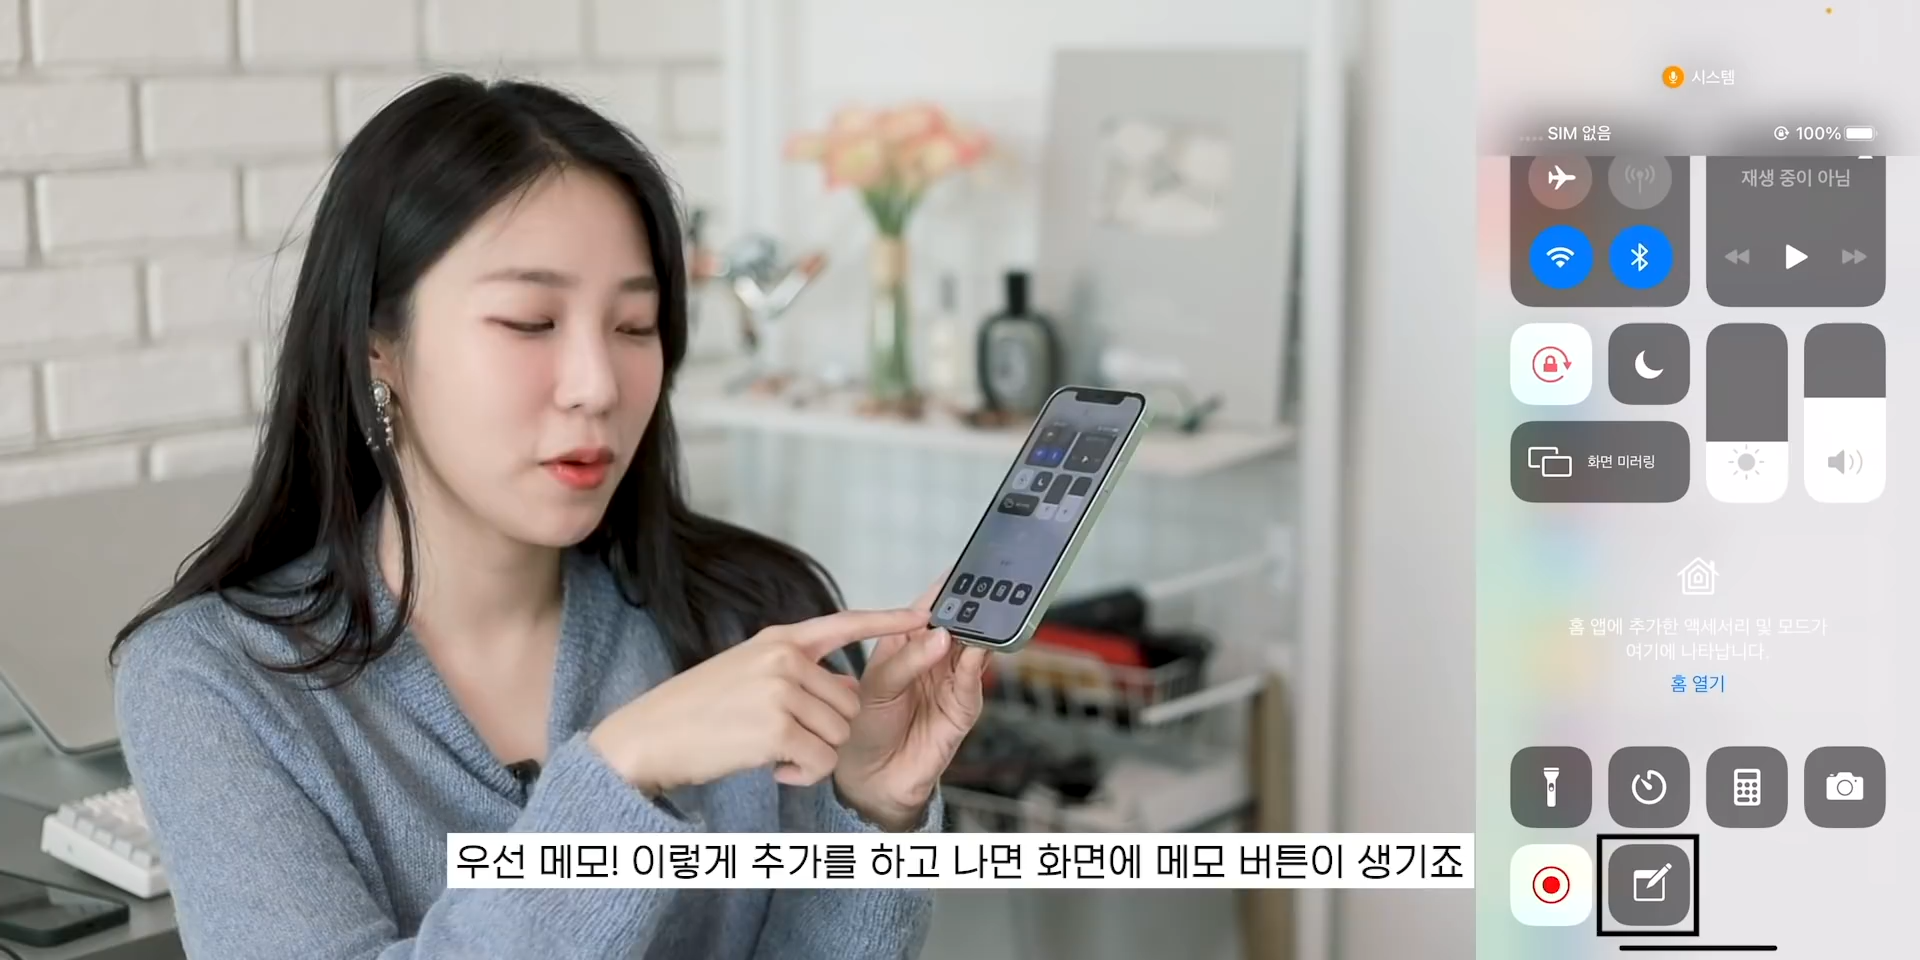 시스템
SIM 없음
100%
재생 중이 아님
화면 미러링
홈 앱에 추가한 액세서리 및 모드가
여기에 나타납니다.
홈 열기
우선 메모! 이렇게 추가를 하고 나면 화면에 메모 버튼이 생기죠